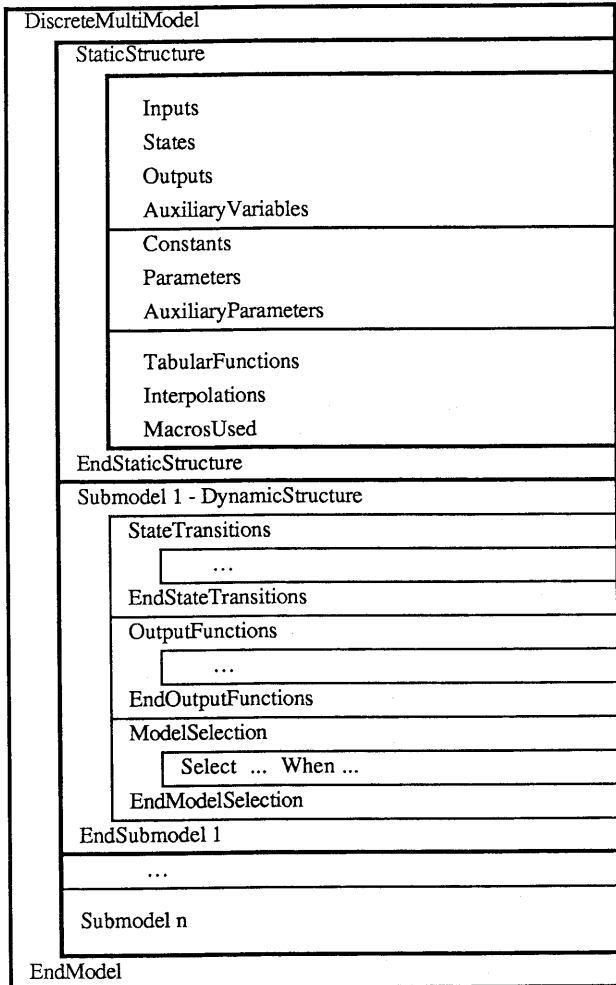 DiscreteMultiModel
StaticStructure
Inputs
States
Outputs
AuxiliaryVariables
Constants
Parameters
AuxiliaryParameters
TabularFunctions
Interpolations
MacrosUsed
EndStaticStructure
Submodel 1 - DynamicStructure
StateTransitions
...
EndStateTransitions
OutputFunctions
...
EndOutputFunctions
ModelSelection
Select ... When ...
EndModelSelection
EndSubmodel 1
...
Submodel n
EndModel